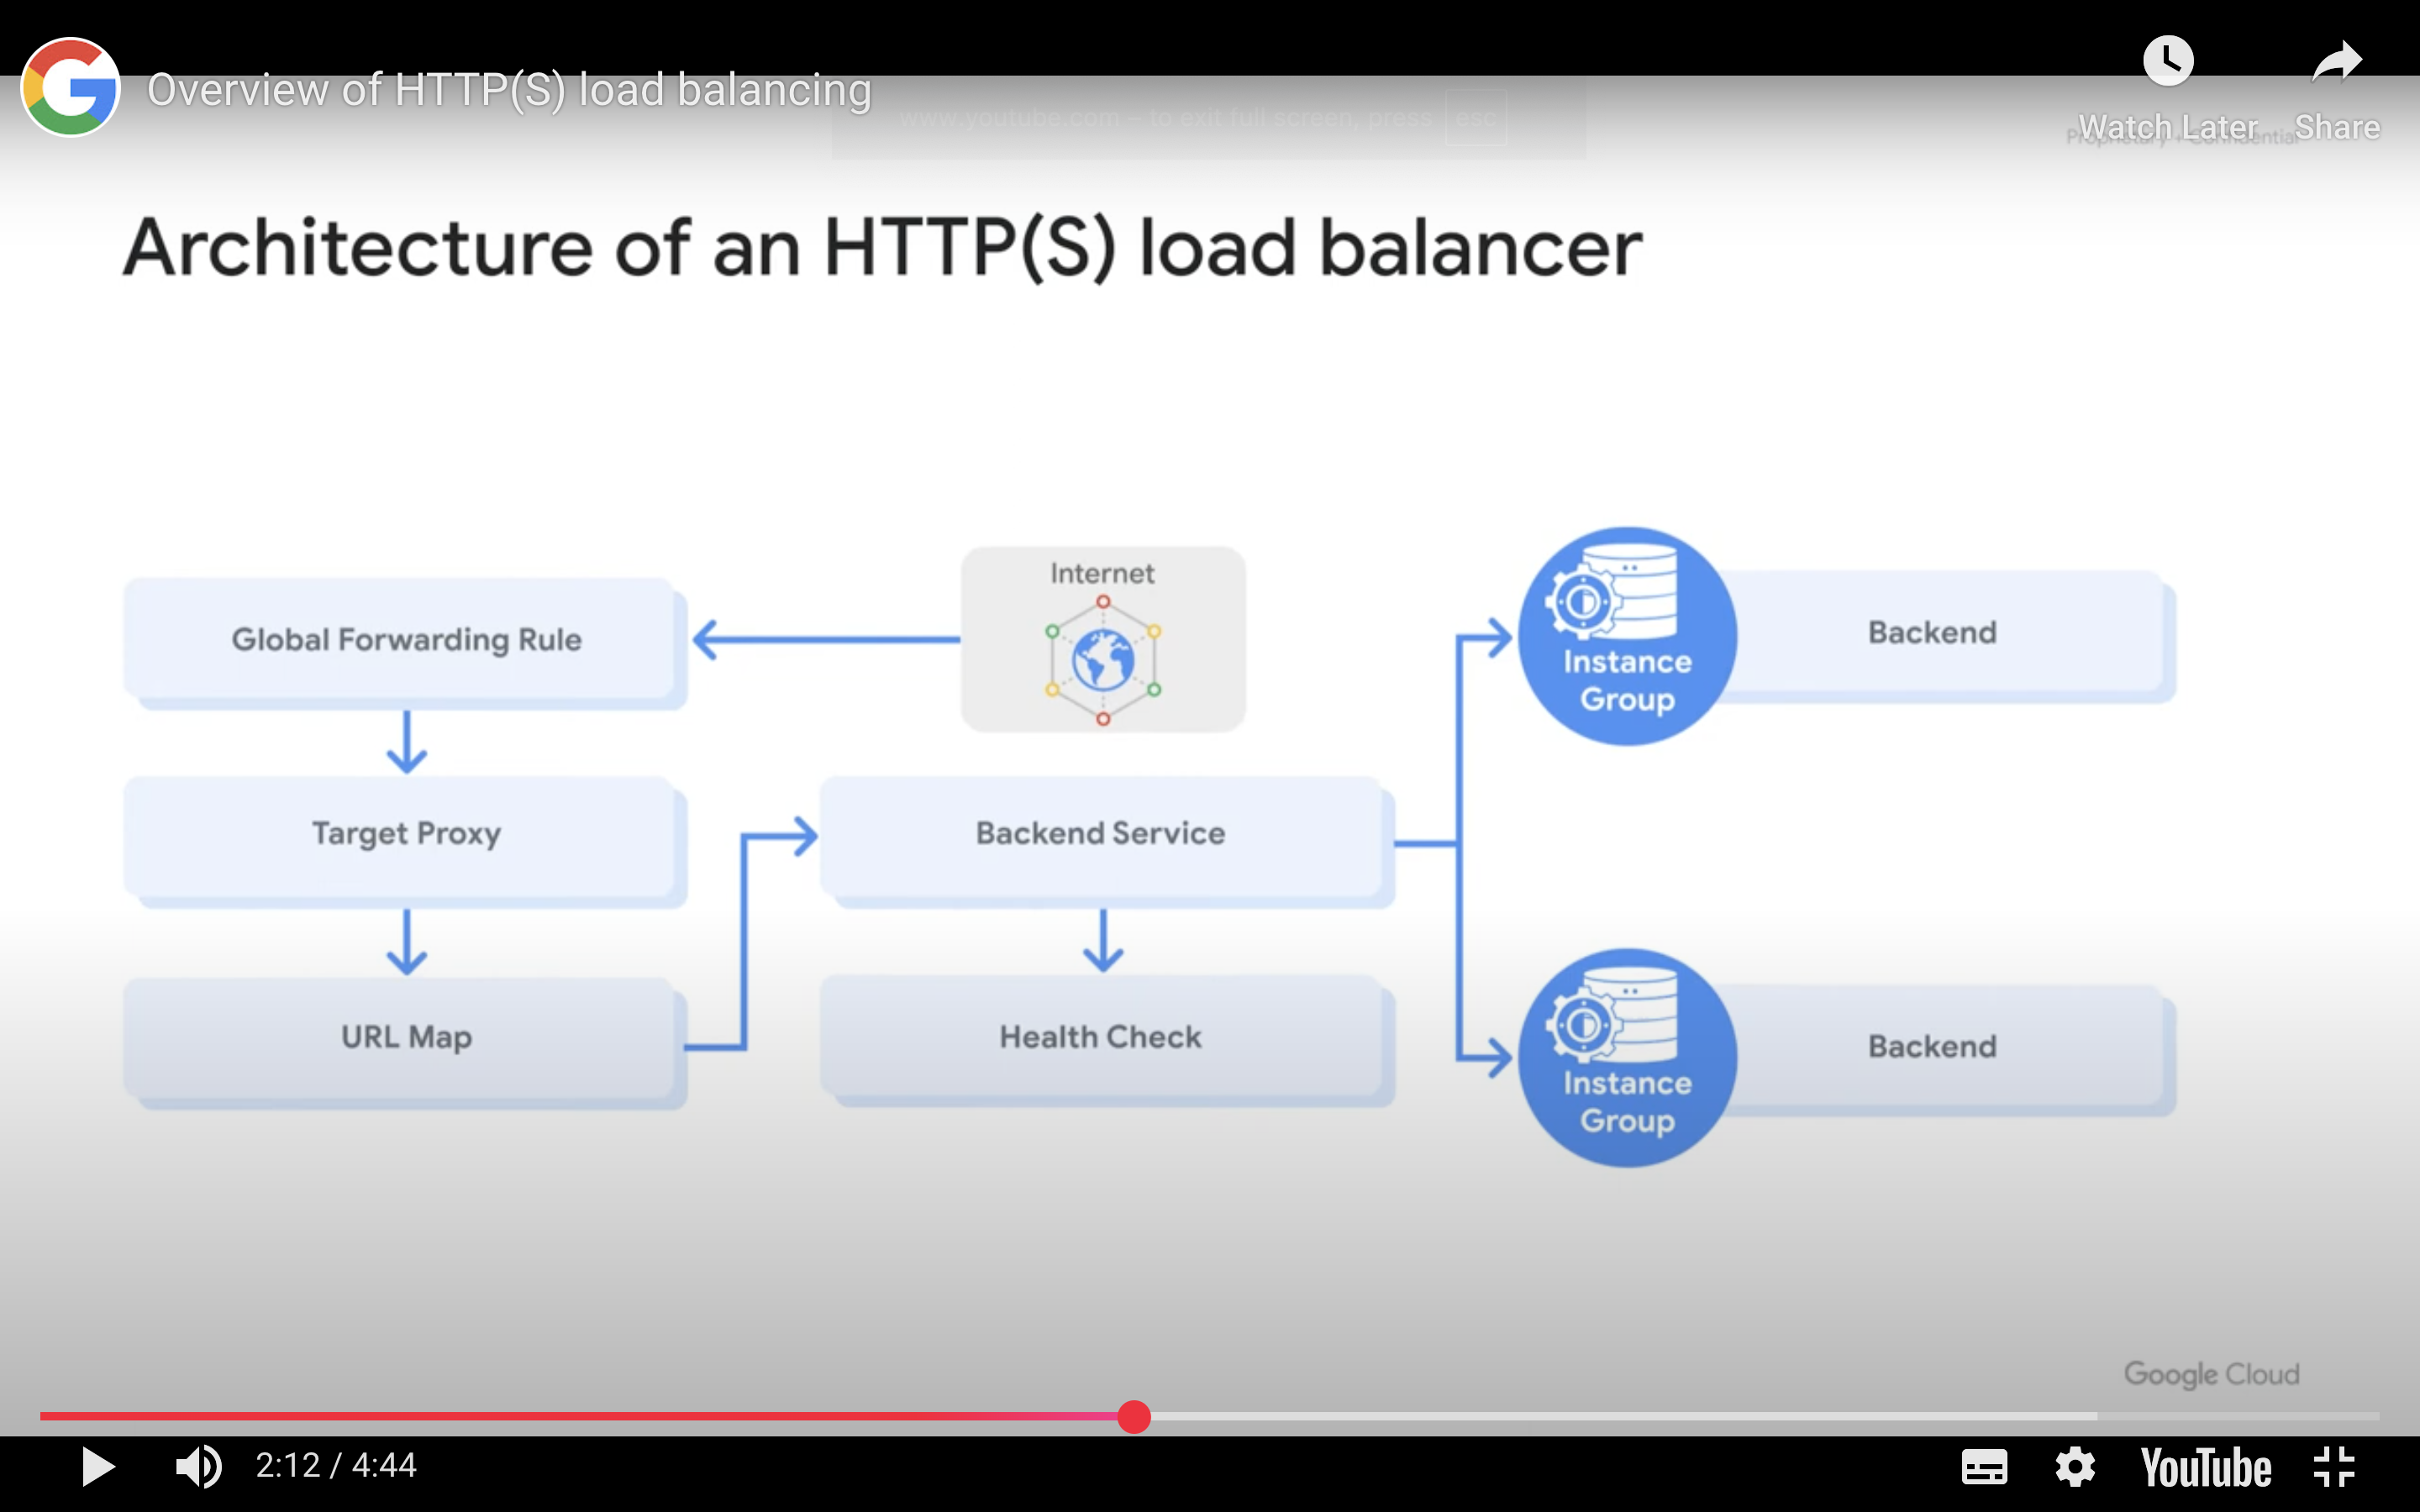 Overview of HTTP(S) load balancing
www.youtube.com – to exit full screen, press esc
Watch Later
Share
Proprietary + Confidential
Architecture of an HTTP(S) load balancer
Internet
Global Forwarding Rule
Target Proxy
URL Map
Backend Service
Health Check
Instance
Group
Backend
Instance
Group
Backend
Google Cloud
2:12 / 4:44
YouTube